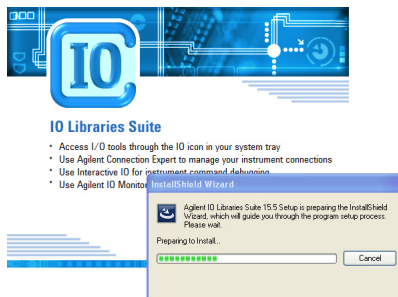 IO
IO Libraries Suite
• Access I/O tools through the IO icon in your system tray
• Use Agilent Connection Expert to manage your instrument connections
• Use Interactive IO for instrument command debugging
• Use Agilent IO Monitor
InstallShield Wizard
Agilent IO Libraries Suite 15.5 Setup is preparing the InstallShield
Wizard, which will guide you through the program setup process.
Please wait.
Preparing to Install...
Cancel